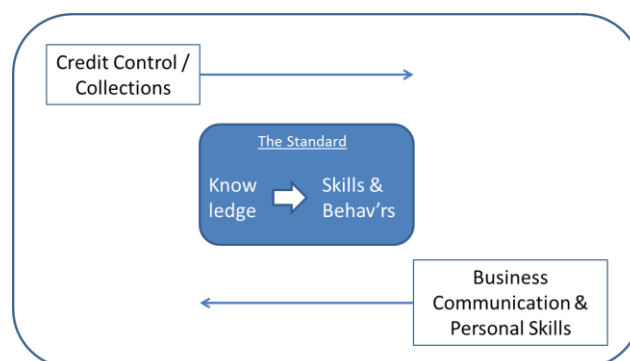 Credit Control /
Collections
The Standard
Know
ledge
Skills &
Behav'rs
Business
Communication &
Personal Skills